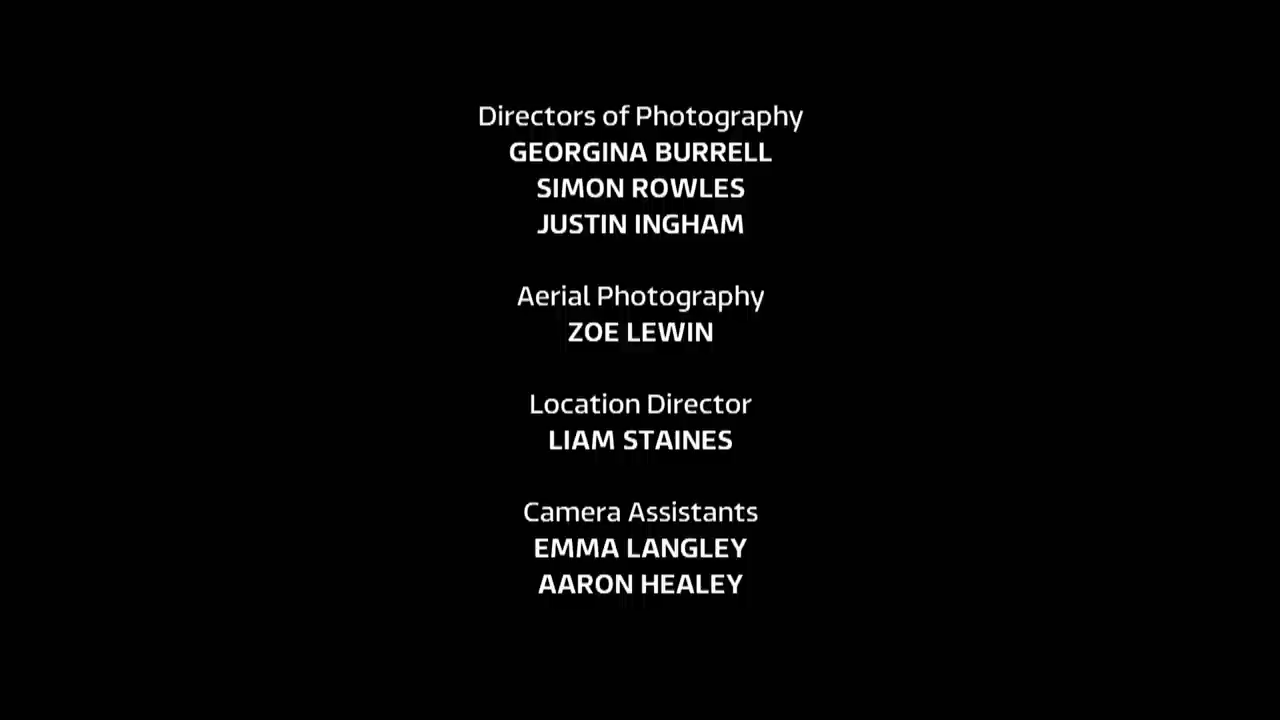 Directors of Photography
GEORGINA BURRELL
SIMON ROWLES
JUSTIN INGHAM
Aerial Photography
ZOE LEWIN
Location Director
LIAM STAINES
Camera Assistants
EMMA LANGLEY
AARON HEALEY